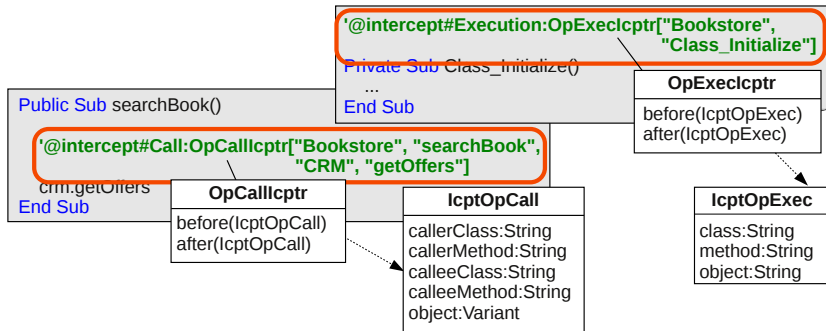 '@intercept#Execution:OpExecIcptr["Bookstore",
"Class_Initialize"]
Private Sub Class_Initialize()
...
End Sub
OpExecIcptr
before(IcptOpExec)
after(IcptOpExec)
Public Sub searchBook()
'@intercept#Call:OpCallIcptr["Bookstore", "searchBook",
"CRM", "getOffers"]
crm.getOffers
End Sub
OpCallIcptr
before(IcptOpCall)
after(IcptOpCall)
IcptOpCall
callerClass:String
callerMethod:String
calleeClass:String
calleeMethod:String
object:Variant
IcptOpExec
class:String
method:String
object:String